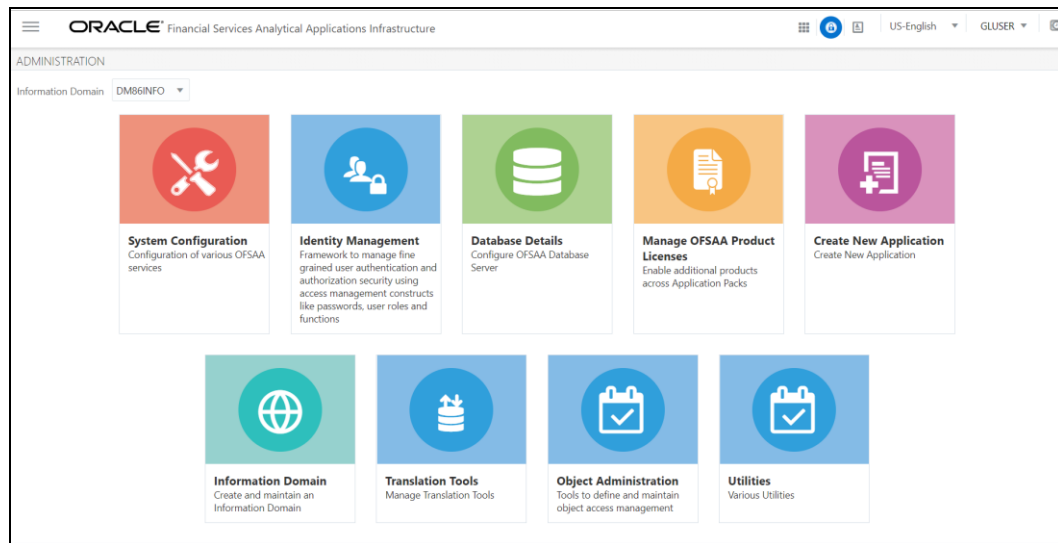 ORACLE Financial Services Analytical Applications Infrastructure
US-English
GLUSER
ADMINISTRATION
Information Domain DM86INFO
System Configuration
Configuration of various OFSAA
services
Identity Management
Framework to manage fine
grained user authentication and
authorization security using
access management constructs
like passwords, user roles and
functions
Database Details
Configure OFSAA Database
Server
Manage OFSAA Product
Licenses
Enable additional products
across Application Packs
Create New Application
Create New Application
Information Domain
Create and maintain an
Information Domain
Translation Tools
Manage Translation Tools
Object Administration
Tools to define and maintain
object access management
Utilities
Various Utilities